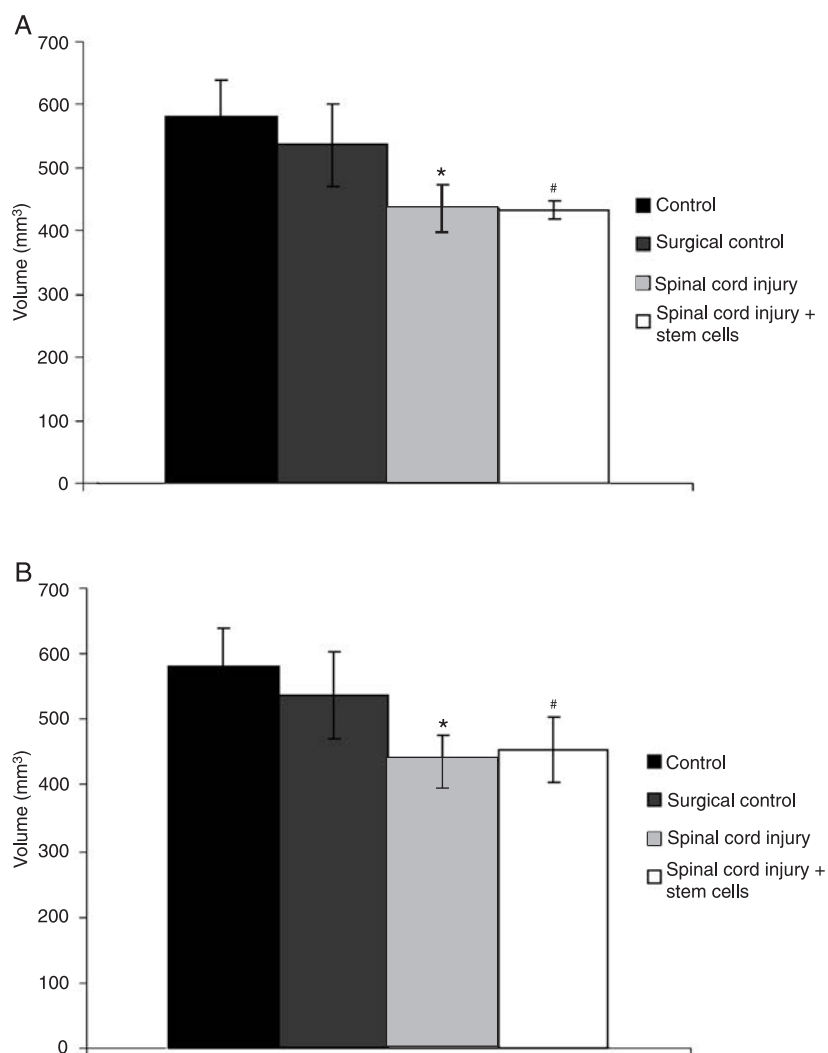 A
700
600
500
400
300
200
100
0
Volume (mm³)
*
#
Control
Surgical control
Spinal cord injury
Spinal cord injury +
stem cells
B
700
600
500
400
300
200
100
0
Volume (mm³)
*
#
Control
Surgical control
Spinal cord injury
Spinal cord injury +
stem cells